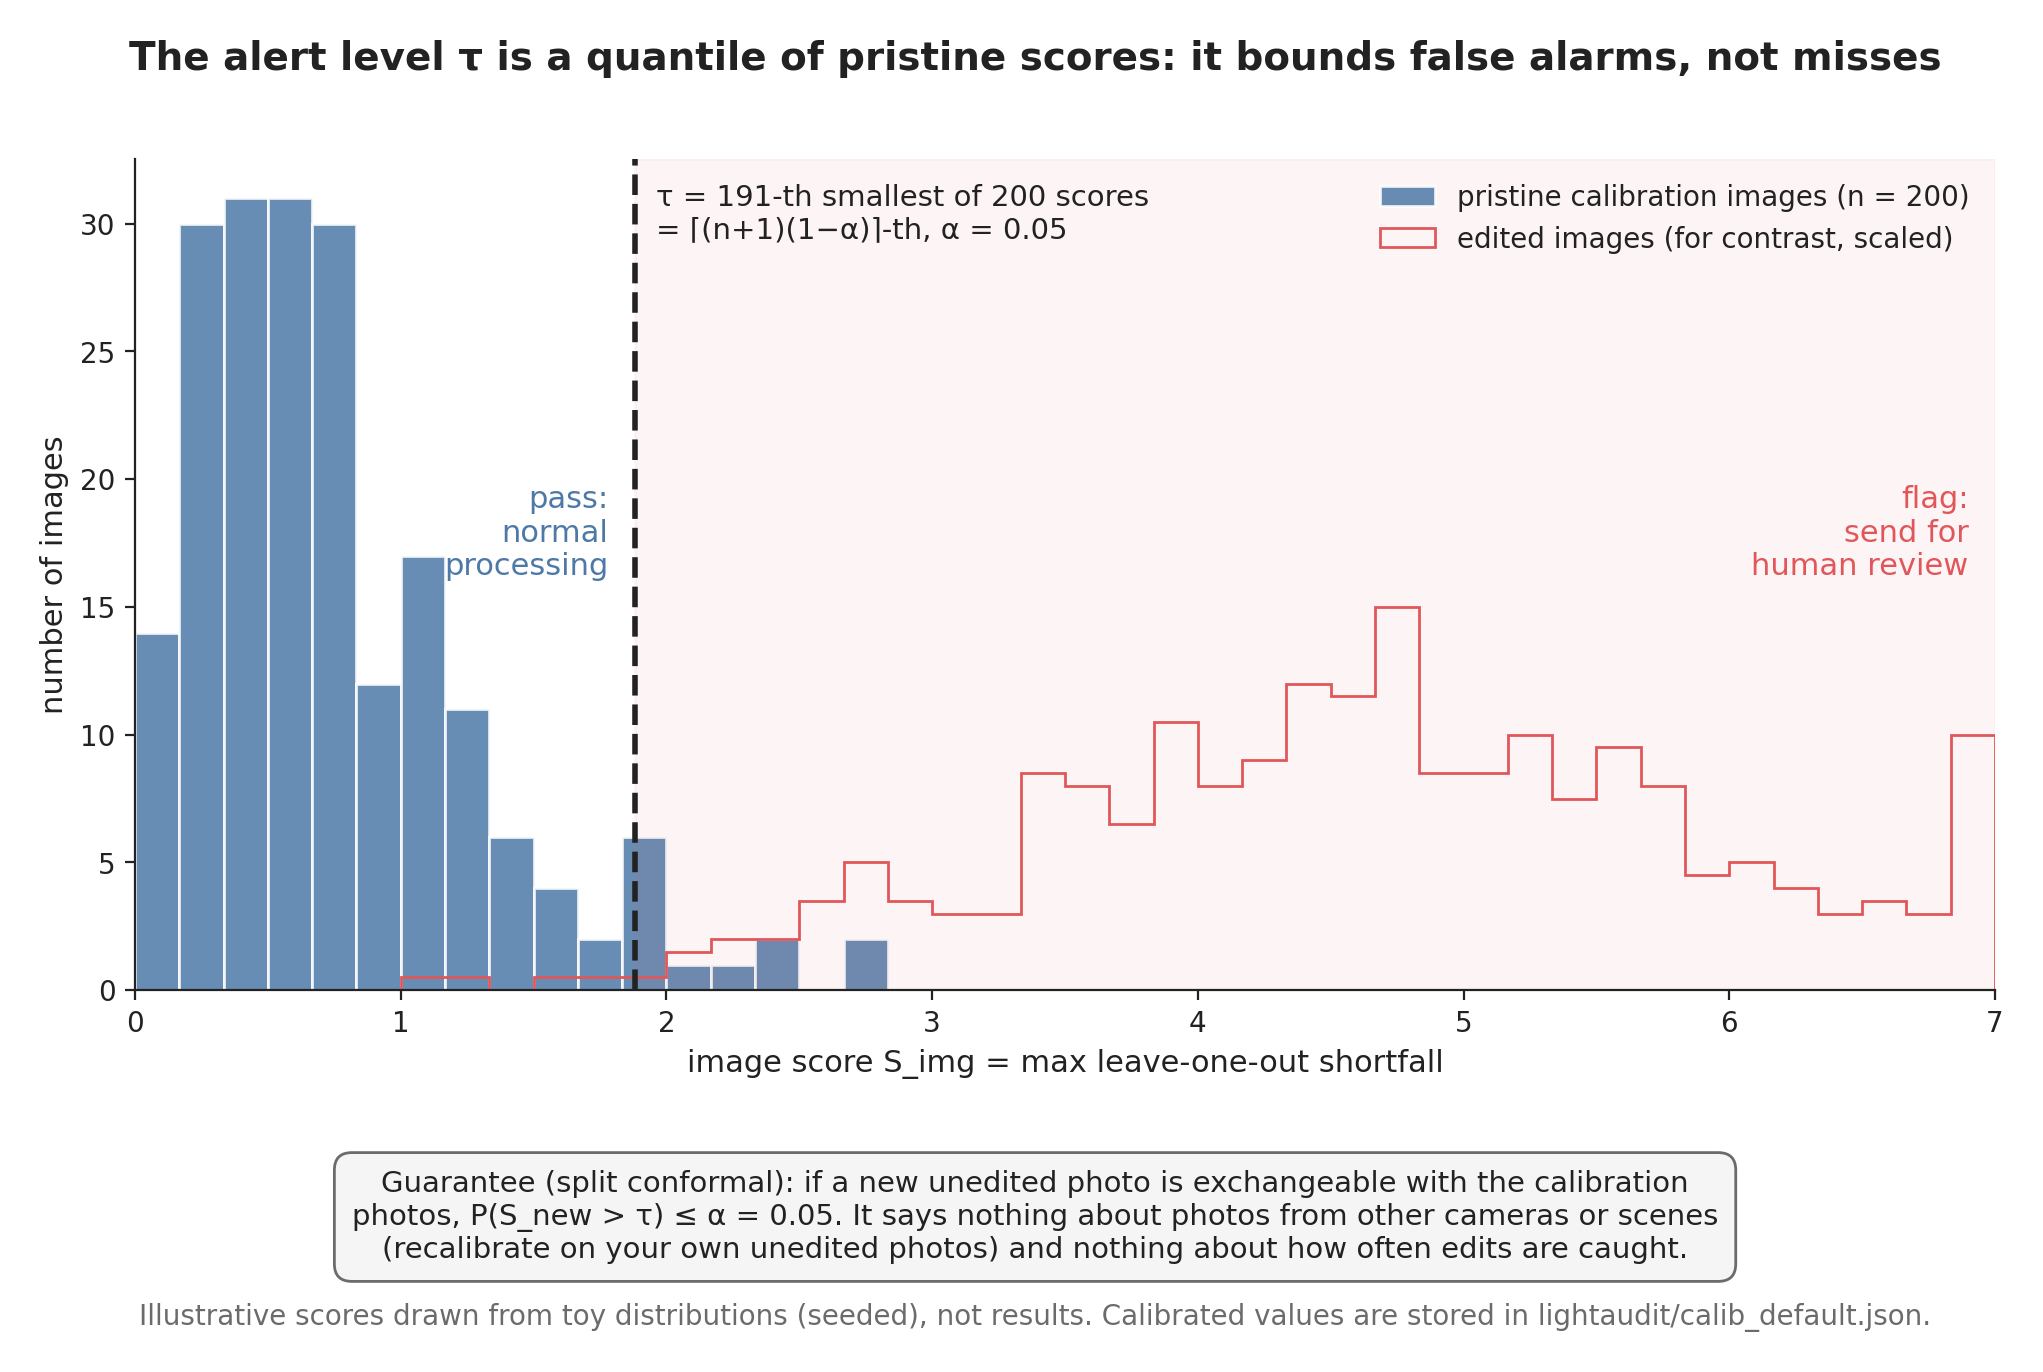 The alert level τ is a quantile of pristine scores: it bounds false alarms, not misses
τ = 191-th smallest of 200 scores
= ⌈(n+1)(1−α)⌉-th, α = 0.05
pristine calibration images (n = 200)
edited images (for contrast, scaled)
pass:
normal
processing
flag:
send for
human review
number of images
30
25
20
15
10
5
0
0 1 2 3 4 5 6 7
image score S_img = max leave-one-out shortfall
Guarantee (split conformal): if a new unedited photo is exchangeable with the calibration
photos, P(S_new > τ) ≤ α = 0.05. It says nothing about photos from other cameras or scenes
(recalibrate on your own unedited photos) and nothing about how often edits are caught.
Illustrative scores drawn from toy distributions (seeded), not results. Calibrated values are stored in lightaudit/calib_default.json.